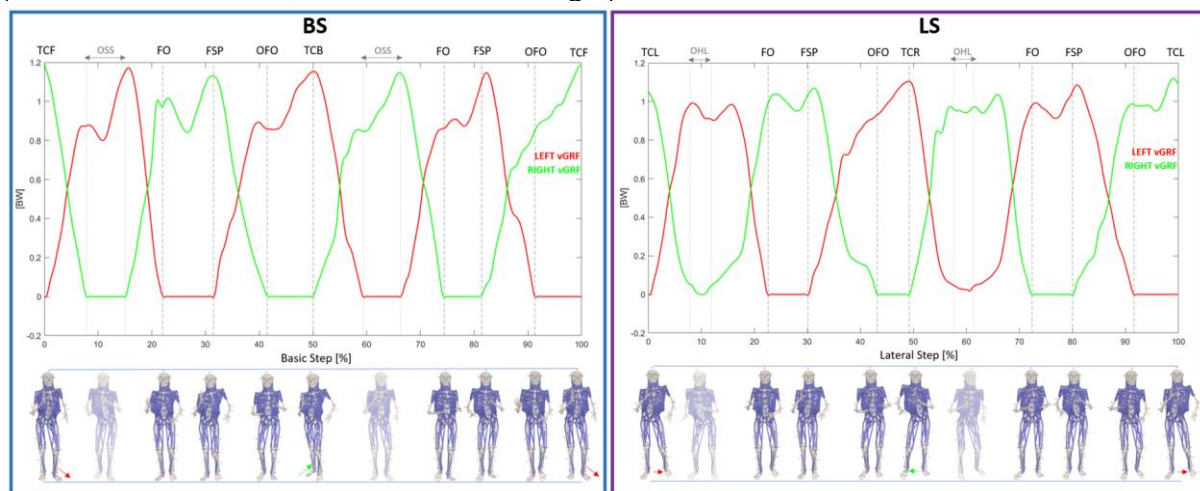 BS
TCF OSS FO FSP OFO TCB OSS FO FSP OFO TCF
1.2
1
0.8
0.6
0.4
0.2
0
-0.2
[BW]
LEFT vGRF
RIGHT vGRF
0 10 20 30 40 50 60 70 80 90 100
Basic Step [%]
LS
TCL OHL FO FSP OFO TCR OHL FO FSP OFO TCL
1.2
1
0.8
0.6
0.4
0.2
0
-0.2
[BW]
LEFT vGRF
RIGHT vGRF
0 10 20 30 40 50 60 70 80 90 100
Lateral Step [%]